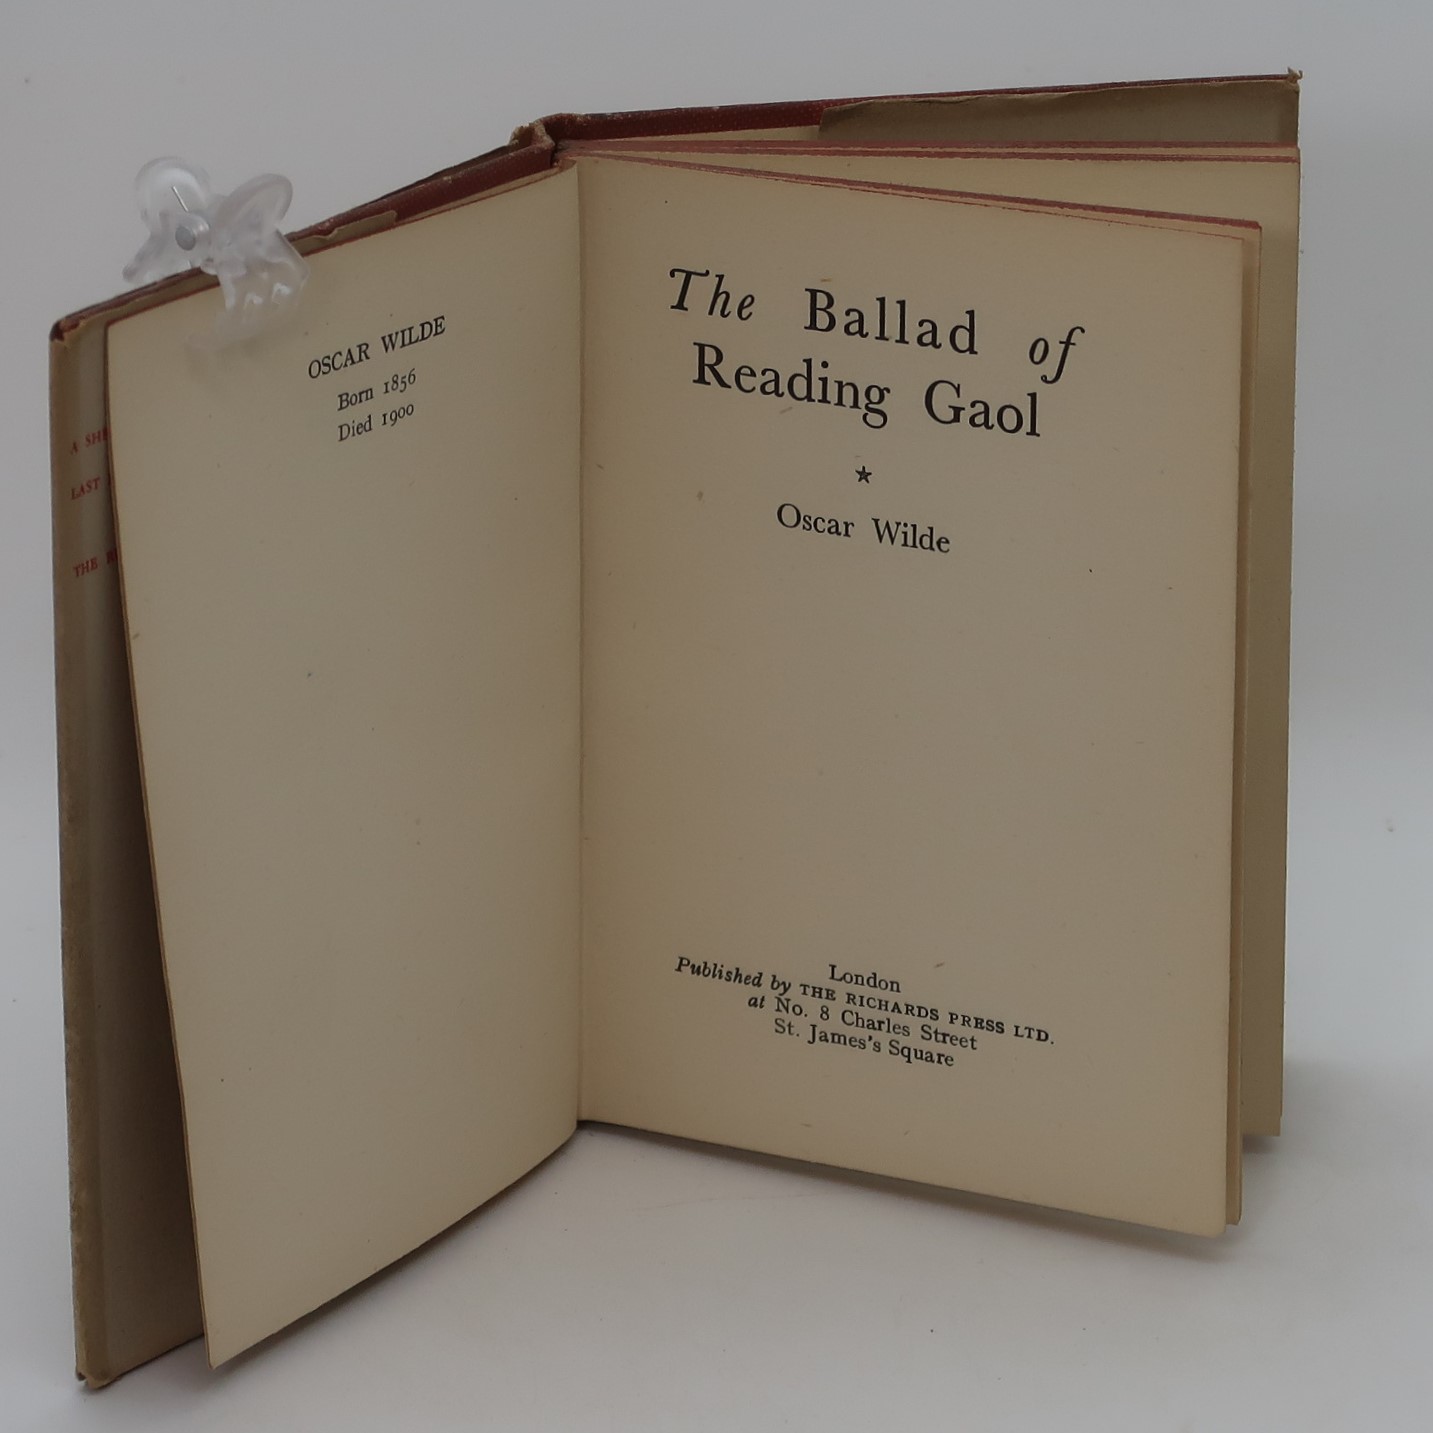 A SH
LAST
THE
OSCAR WILDE
Born 1856
Died 1900
The Ballad of
Reading Gaol
★
Oscar Wilde
London
Published by THE RICHARDS PRESS LTD.
at No. 8 Charles Street
St. James's Square